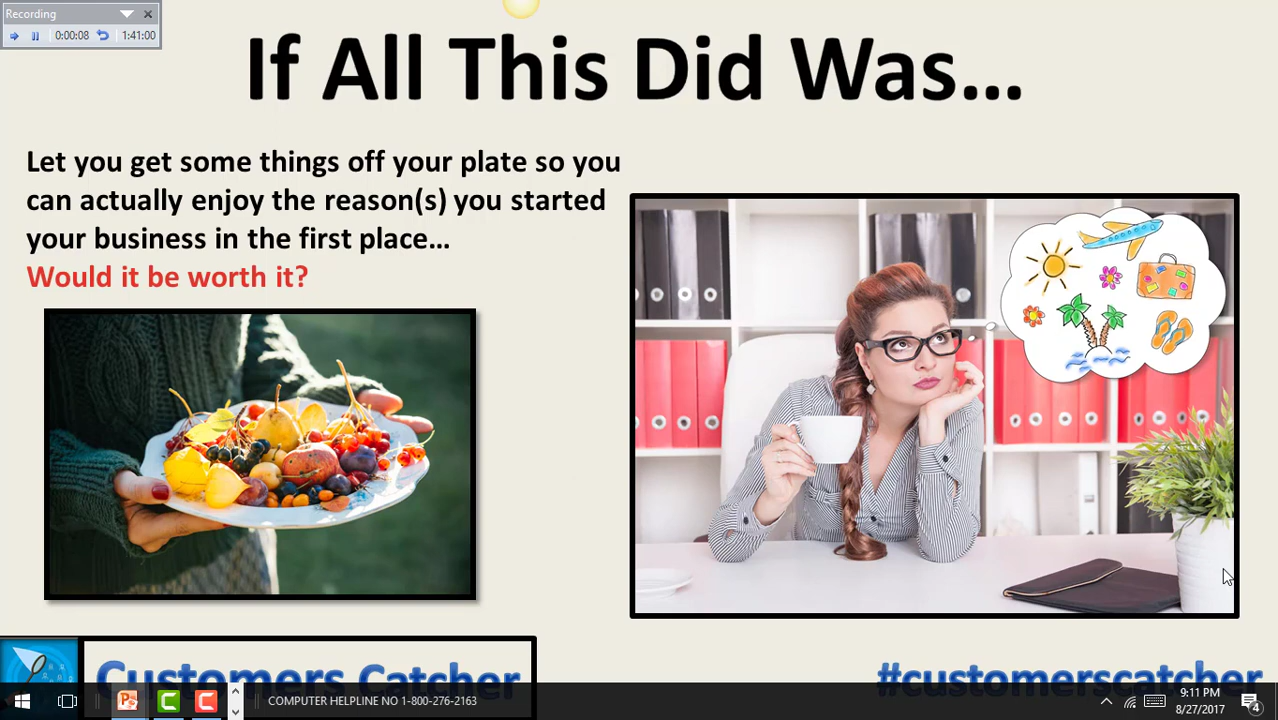 Recording
0:00:08 1:41:00
If All This Did Was...
Let you get some things off your plate so you
can actually enjoy the reason(s) you started
your business in the first place...
Would it be worth it?
Customers Catcher
#customerscatcher
COMPUTER HELPLINE NO 1-800-276-2163
9:11 PM
8/27/2017
4